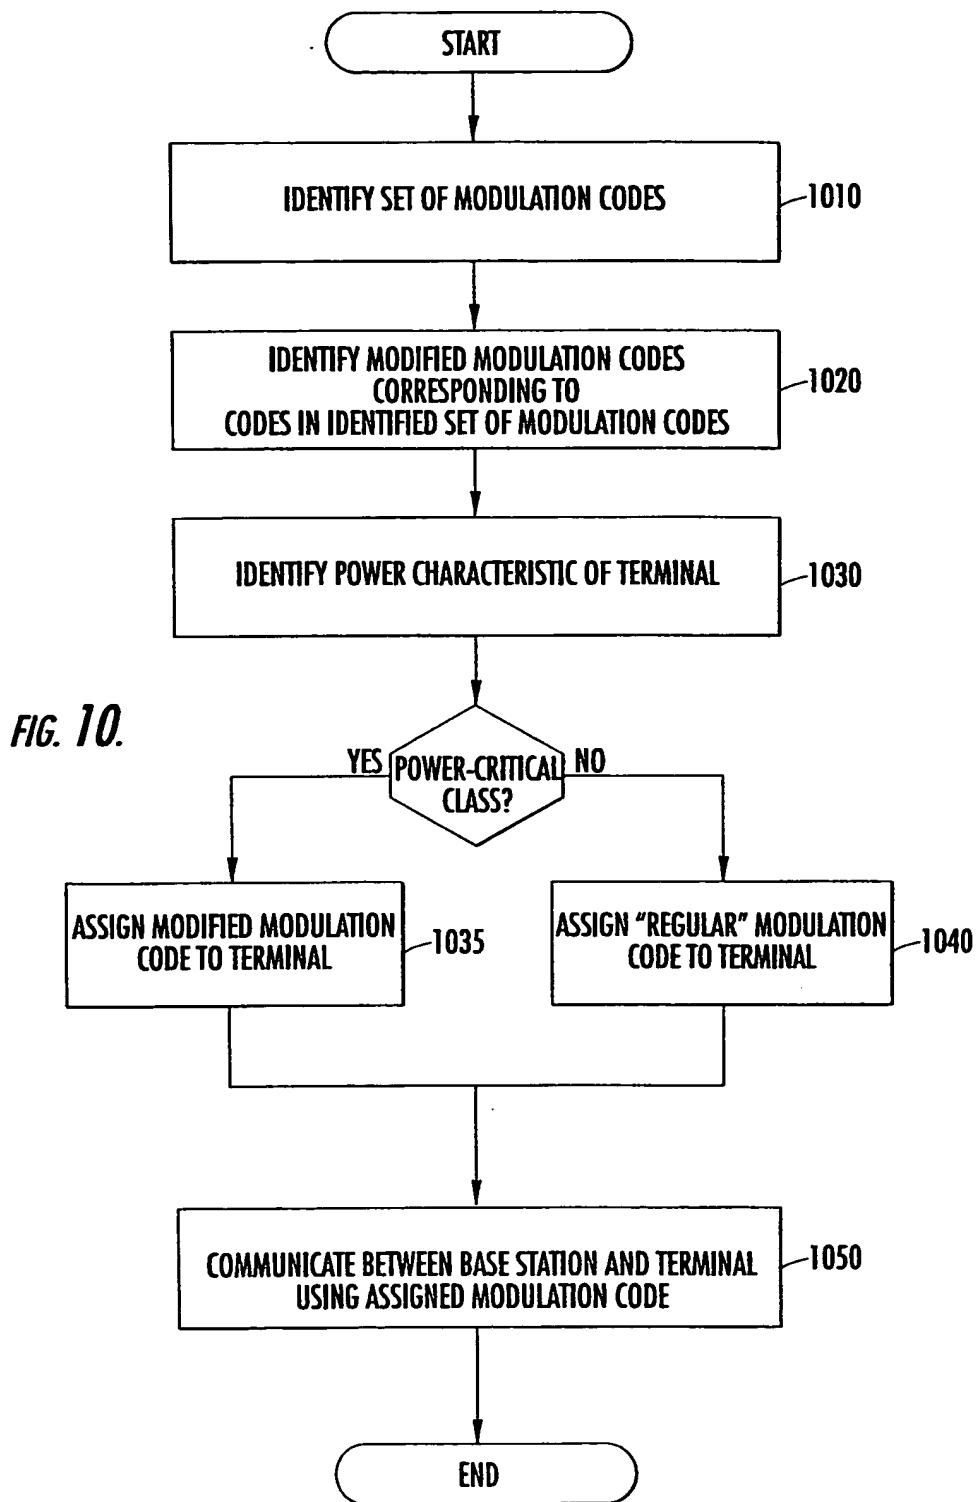 START
IDENTIFY SET OF MODULATION CODES
1010
IDENTIFY MODIFIED MODULATION CODES
CORRESPONDING TO
CODES IN IDENTIFIED SET OF MODULATION CODES
1020
IDENTIFY POWER CHARACTERISTIC OF TERMINAL
1030
FIG. 10.
YES
POWER-CRITICAL
CLASS?
NO
ASSIGN MODIFIED MODULATION
CODE TO TERMINAL
1035
ASSIGN “REGULAR” MODULATION
CODE TO TERMINAL
1040
COMMUNICATE BETWEEN BASE STATION AND TERMINAL
USING ASSIGNED MODULATION CODE
1050
END